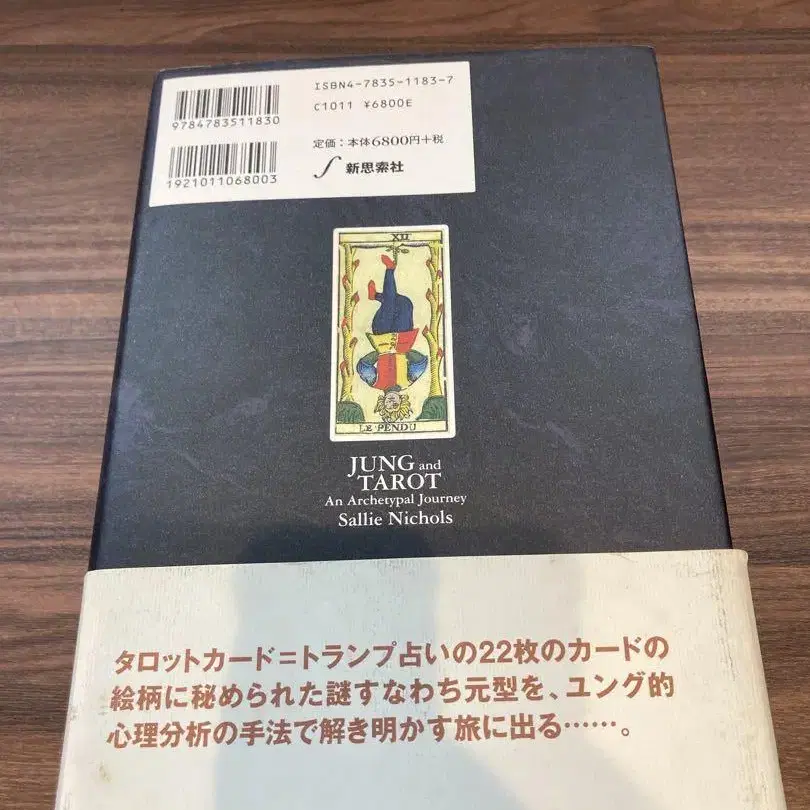 ISBN4-7835-1183-7
C1011 ¥6800E
9784783511830
定価：本体6800円+税
1921011068003
新思索社
XII
LE PENDU
JUNG and
TAROT
An Archetypal Journey
Sallie Nichols
タロットカード=トランプ占いの22枚のカードの
絵柄に秘められた謎すなわち元型を、ユング的
心理分析の手法で解き明かす旅に出る……。